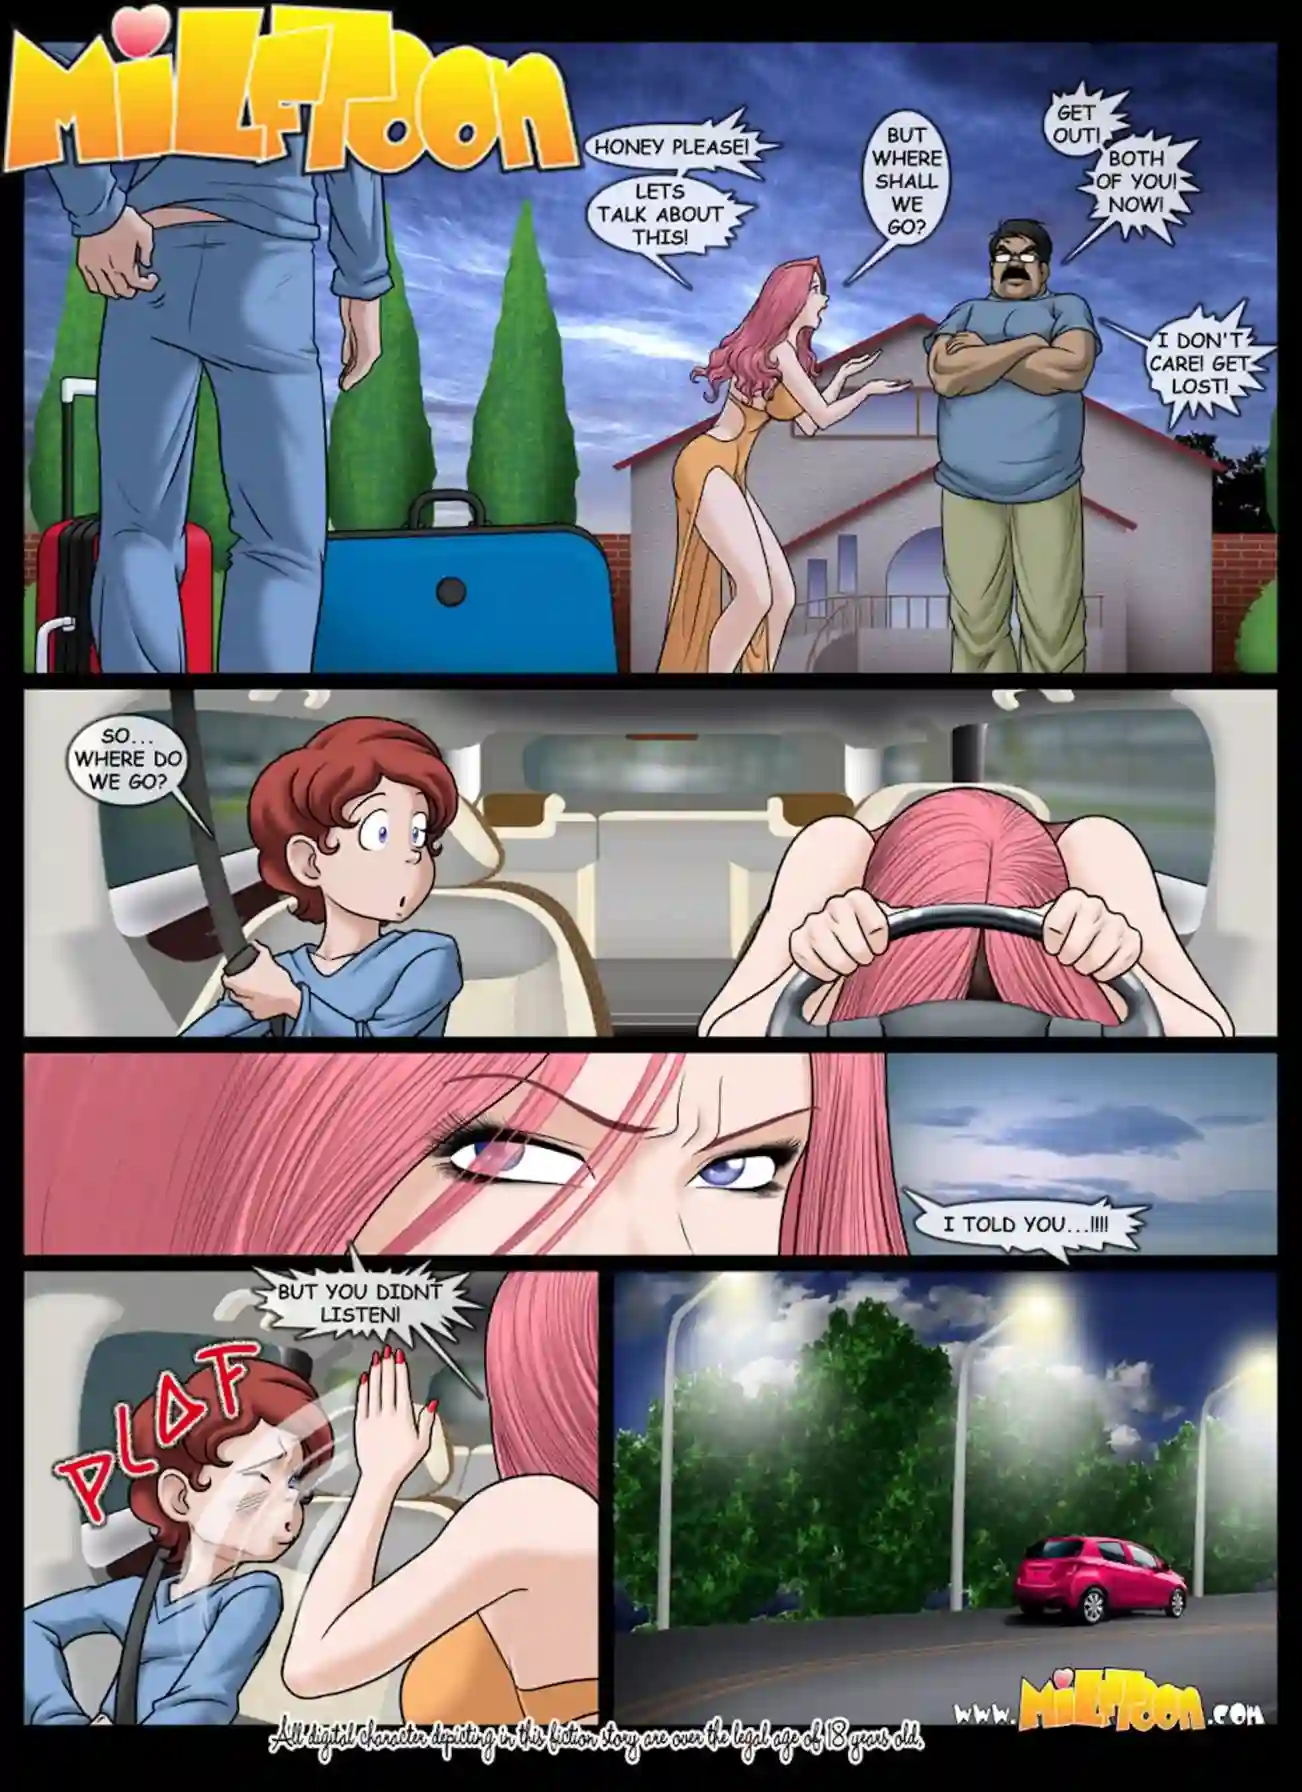 MILFTOON
HONEY PLEASE!
LETS
TALK ABOUT
THIS!
BUT
WHERE
SHALL
WE
GO?
GET
OUT!
BOTH
OF YOU!
NOW!
I DON'T
CARE! GET
LOST!
SO...
WHERE DO
WE GO?
I TOLD YOU...!!!!
BUT YOU DIDNT
LISTEN!
PLAF
www.MILFTOON.com
All digital character depicting in this fiction story are over the legal age of 18 years old.